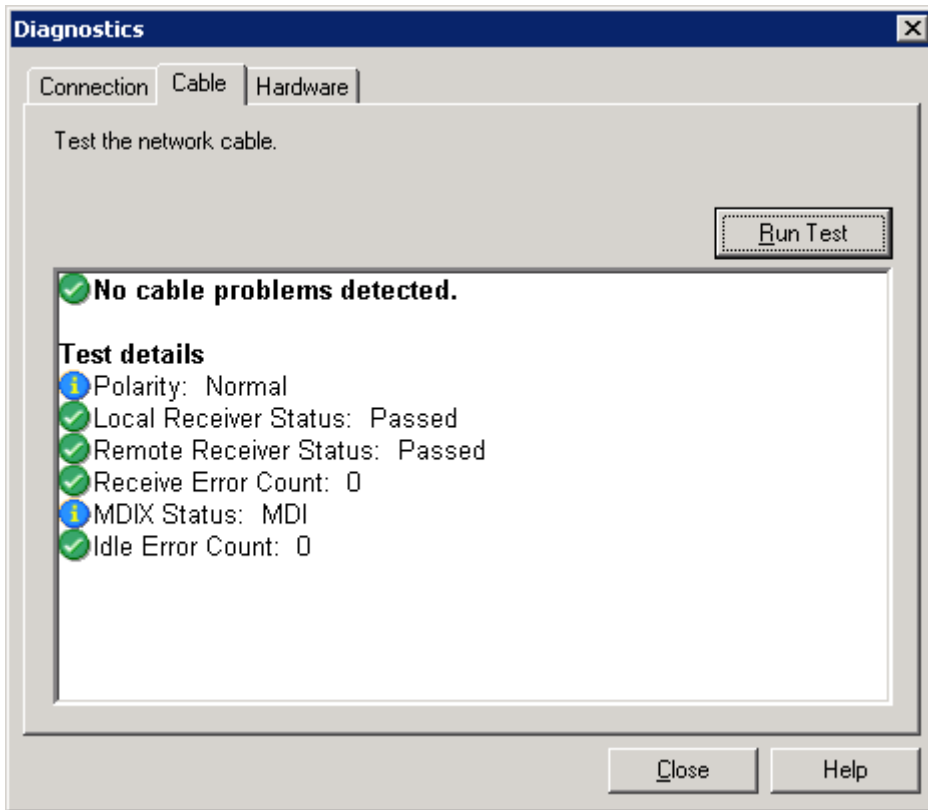 Diagnostics
Connection Cable Hardware
Test the network cable.
Run Test
No cable problems detected.
Test details
Polarity: Normal
Local Receiver Status: Passed
Remote Receiver Status: Passed
Receive Error Count: 0
MDIX Status: MDI
Idle Error Count: 0
Close Help